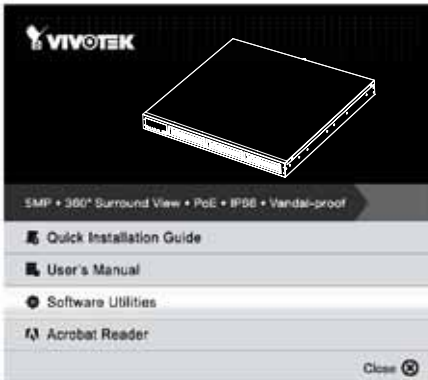 VIVOTEK
5MP • 360° Surround View • PoE • IP66 • Vandal-proof
Quick Installation Guide
User's Manual
Software Utilities
Acrobat Reader
Close